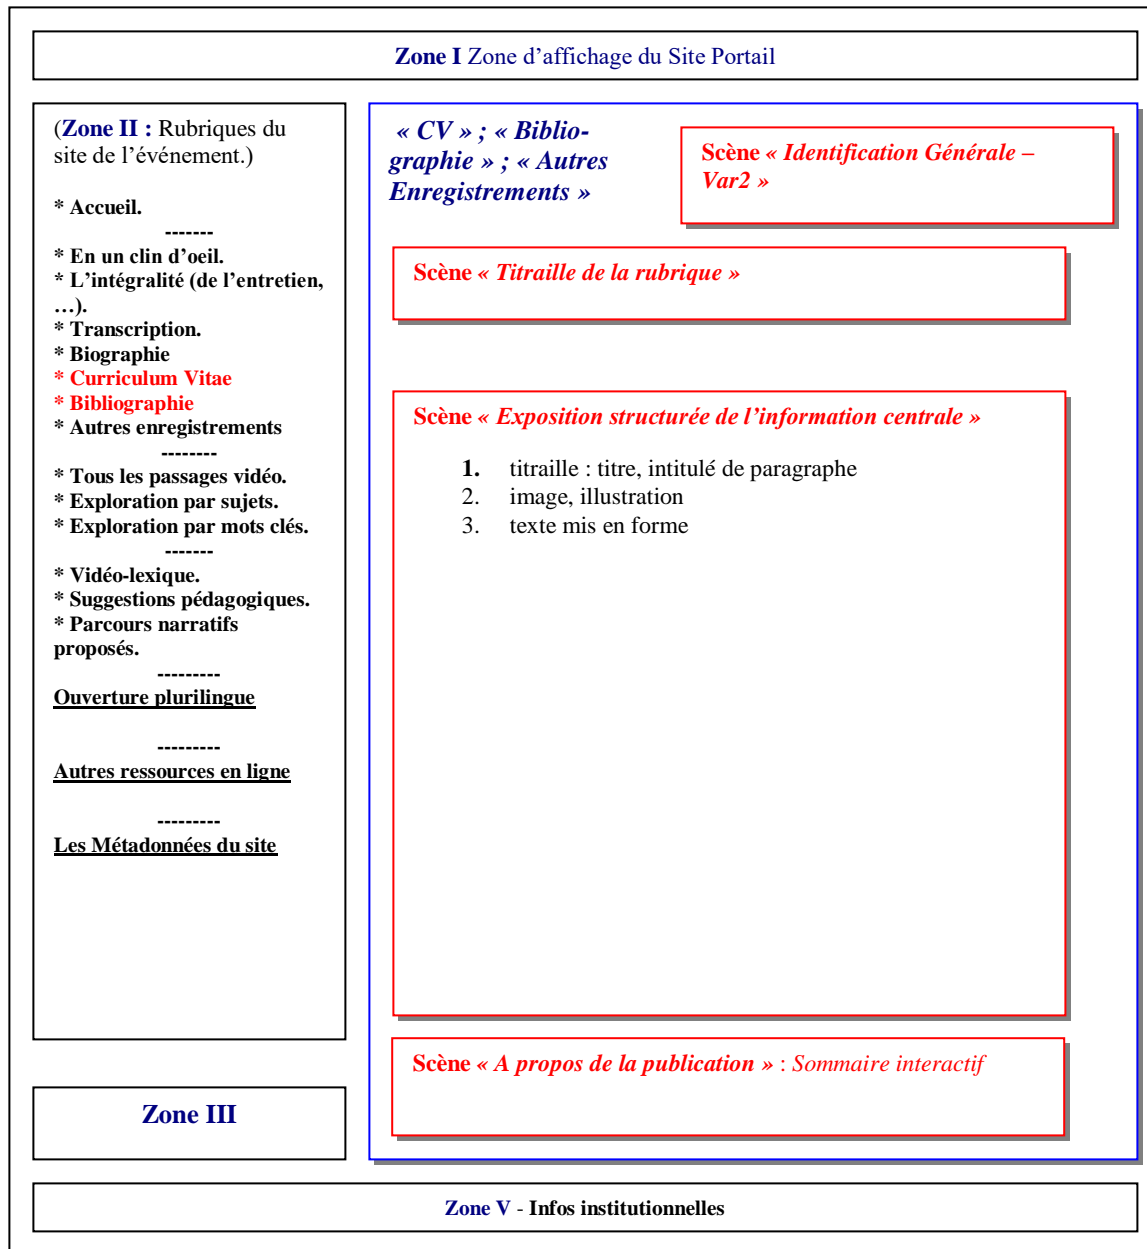 Zone I Zone d’affichage du Site Portail
(Zone II : Rubriques du
site de l’événement.)
* Accueil.
-------
* En un clin d’oeil.
* L’intégralité (de l’entretien,
…).
* Transcription.
* Biographie
* Curriculum Vitae
* Bibliographie
* Autres enregistrements
--------
* Tous les passages vidéo.
* Exploration par sujets.
* Exploration par mots clés.
-------
* Vidéo-lexique.
* Suggestions pédagogiques.
* Parcours narratifs
proposés.
---------
Ouverture plurilingue
---------
Autres ressources en ligne
---------
Les Métadonnées du site
Zone III
« CV » ; « Biblio-
graphie » ; « Autres
Enregistrements »
Scène « Identification Générale –
Var2 »
Scène « Titraille de la rubrique »
Scène « Exposition structurée de l’information centrale »
1. titraille : titre, intitulé de paragraphe
2. image, illustration
3. texte mis en forme
Scène « A propos de la publication » : Sommaire interactif
Zone V - Infos institutionnelles